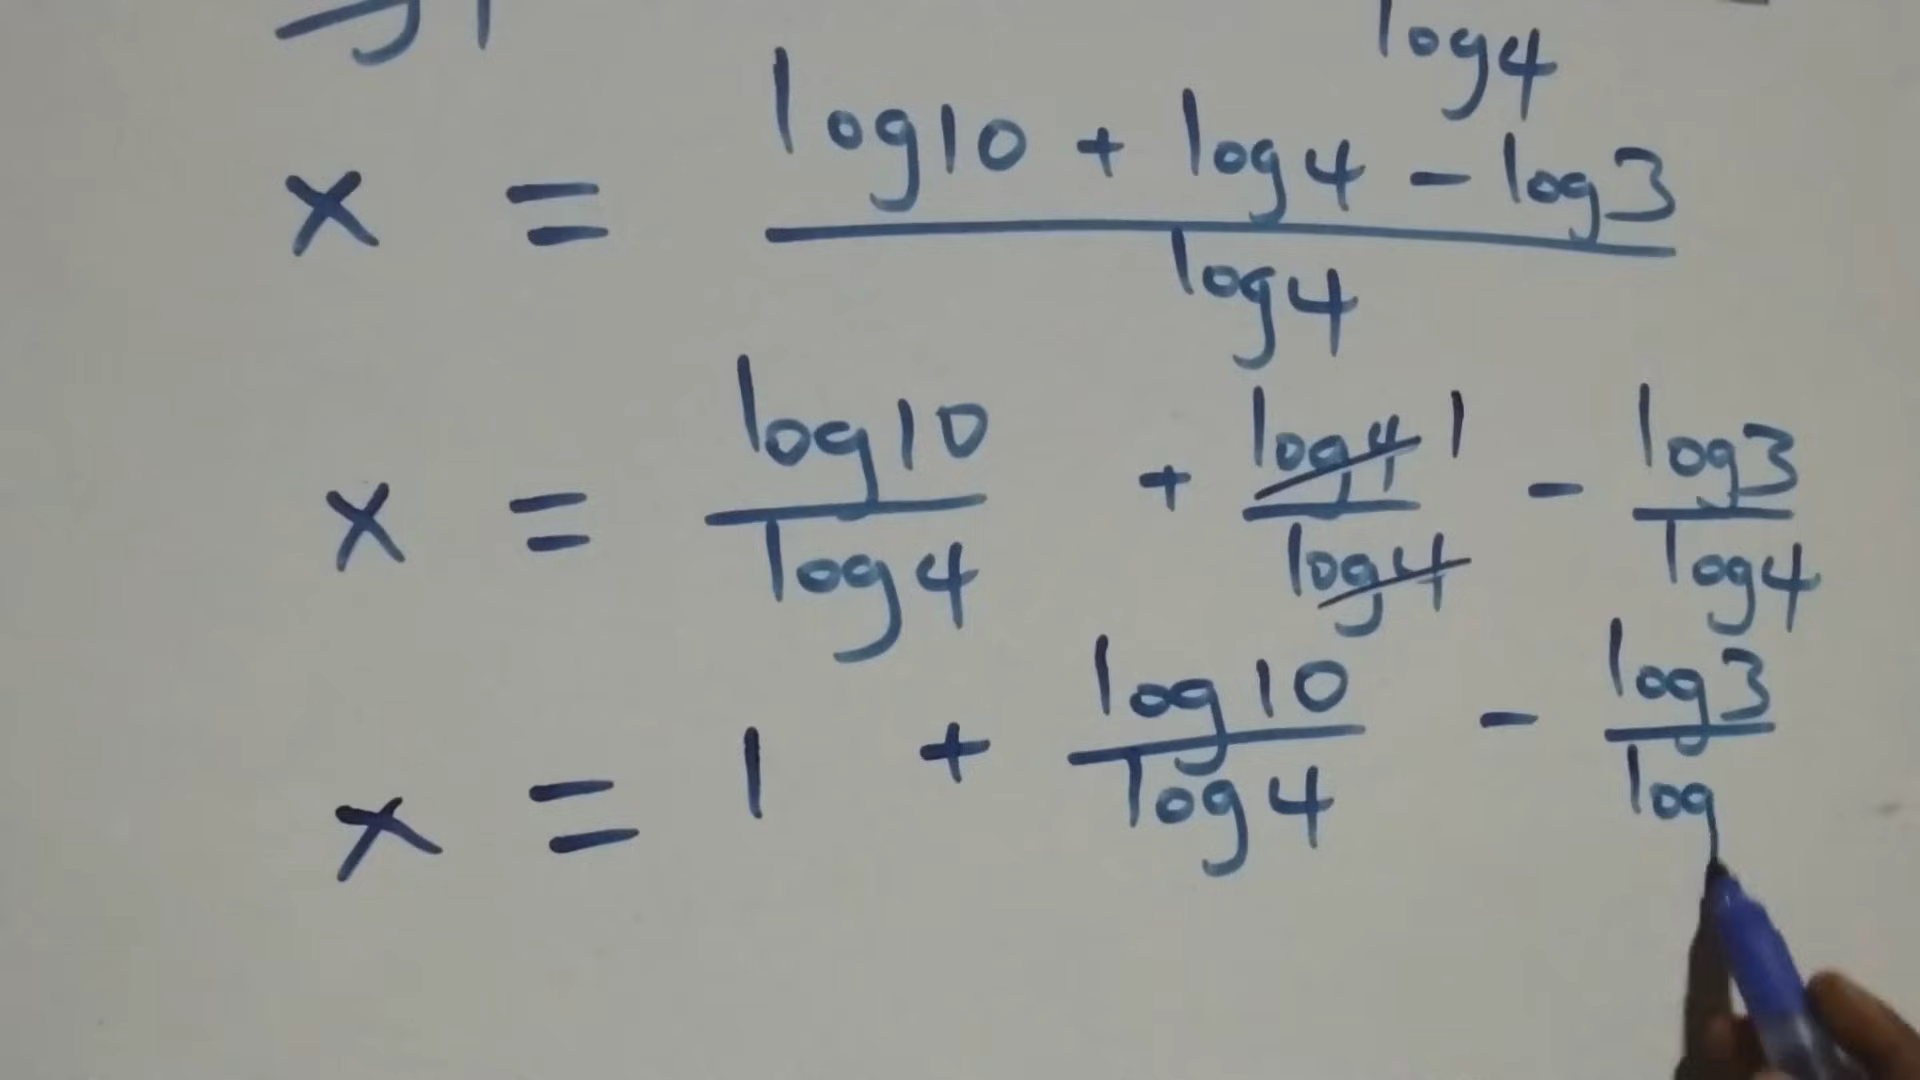 log4
x = log10 + log4 - log3
log4
x = log10 + log4 1 - log3
log4 log4 log4
x = 1 + log10 - log3
log4 log